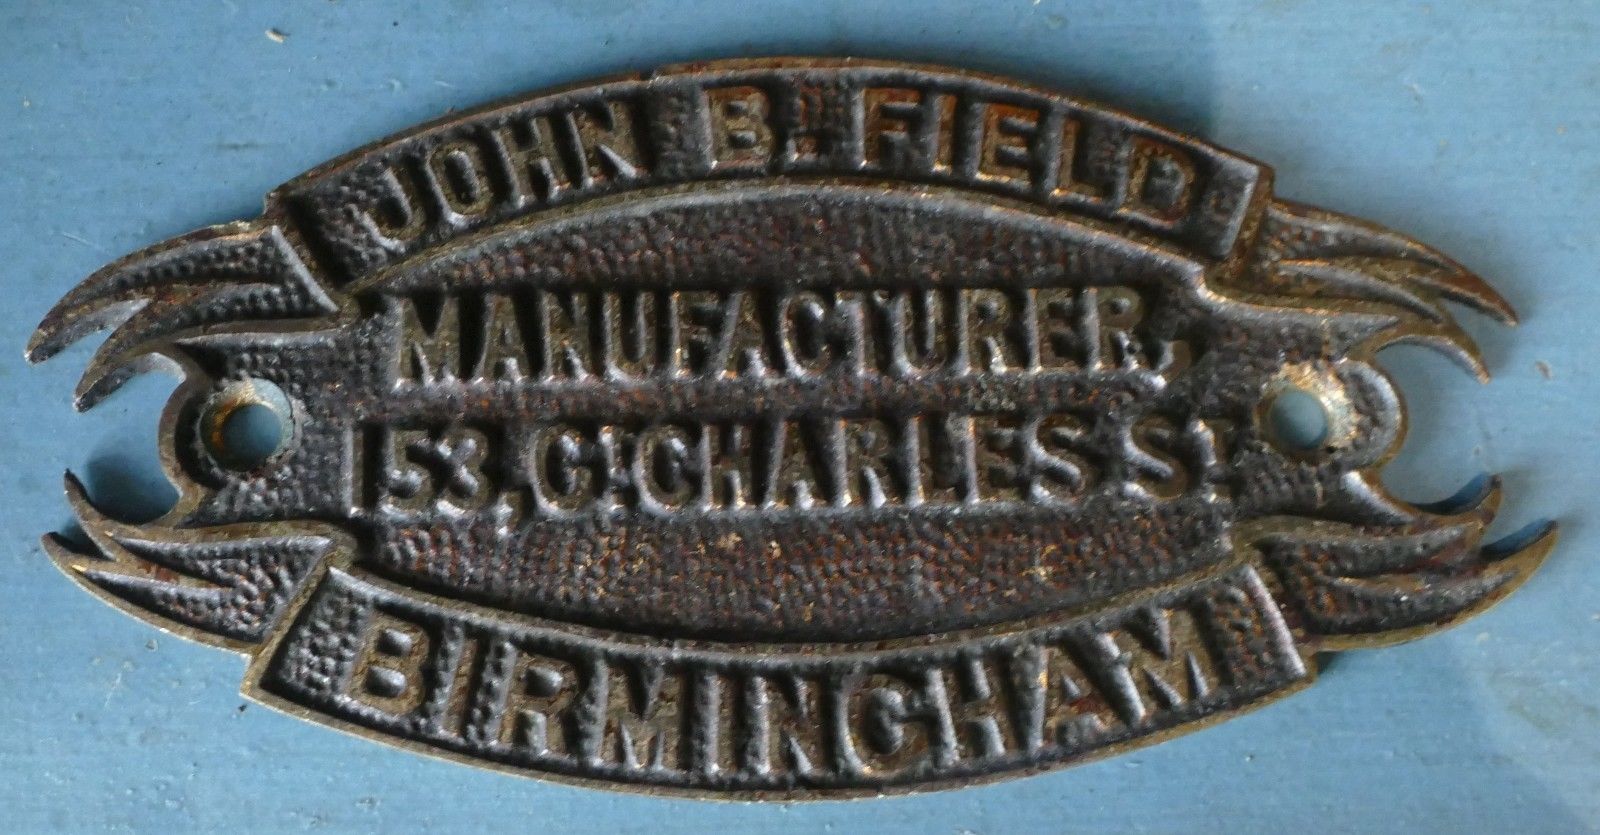 JOHN B. FIELD
MANUFACTURER,
153, GT. CHARLES ST
BIRMINGHAM